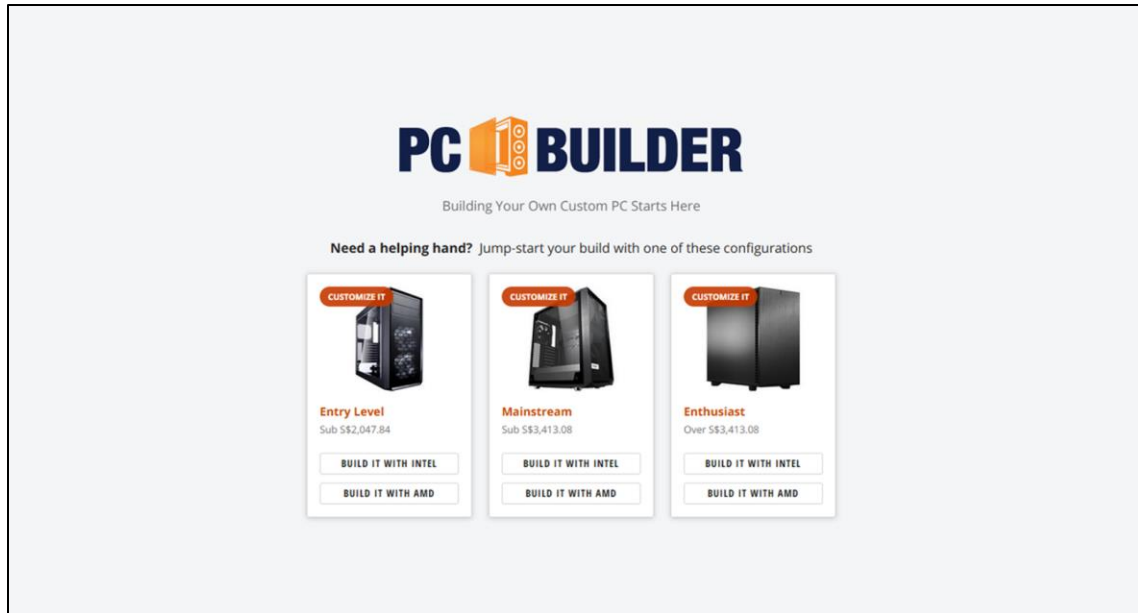 PC BUILDER
Building Your Own Custom PC Starts Here
Need a helping hand? Jump-start your build with one of these configurations
CUSTOMIZE IT
Entry Level
Sub S$2,047.84
BUILD IT WITH INTEL
BUILD IT WITH AMD
CUSTOMIZE IT
Mainstream
Sub S$3,413.08
BUILD IT WITH INTEL
BUILD IT WITH AMD
CUSTOMIZE IT
Enthusiast
Over S$3,413.08
BUILD IT WITH INTEL
BUILD IT WITH AMD